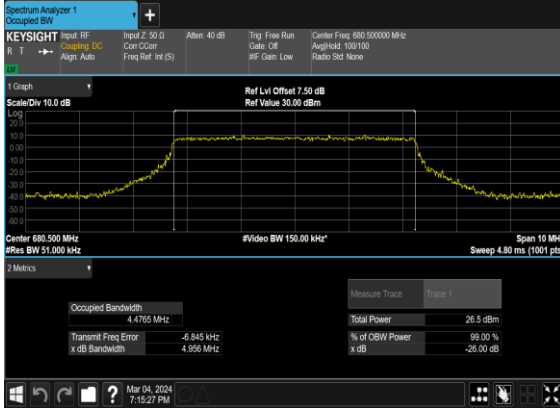 Spectrum Analyzer 1
Occupied BW
KEYSIGHT
R T
LXI
Input: RF
Coupling: DC
Align: Auto
Input Z: 50 Ω
Corr CCorr
Freq Ref: Int (S)
Atten: 40 dB
Trig: Free Run
Gate: Off
#IF Gain: Low
Center Freq: 680.500000 MHz
Avg|Hold: 100/100
Radio Std: None
1 Graph
Scale/Div 10.0 dB
Ref Lvl Offset 7.50 dB
Ref Value 30.00 dBm
Log
20.0
10.0
0.00
-10.0
-20.0
-30.0
-40.0
-50.0
-60.0
Center 680.500 MHz
#Res BW 51.000 kHz
#Video BW 150.00 kHz*
Span 10 MH
Sweep 4.80 ms (1001 pts
2 Metrics
Occupied Bandwidth
4.4765 MHz
Transmit Freq Error -6.845 kHz
x dB Bandwidth 4.956 MHz
Measure Trace Trace 1
Total Power 26.5 dBm
% of OBW Power 99.00 %
x dB -26.00 dB
?
Mar 04, 2024
7:15:27 PM